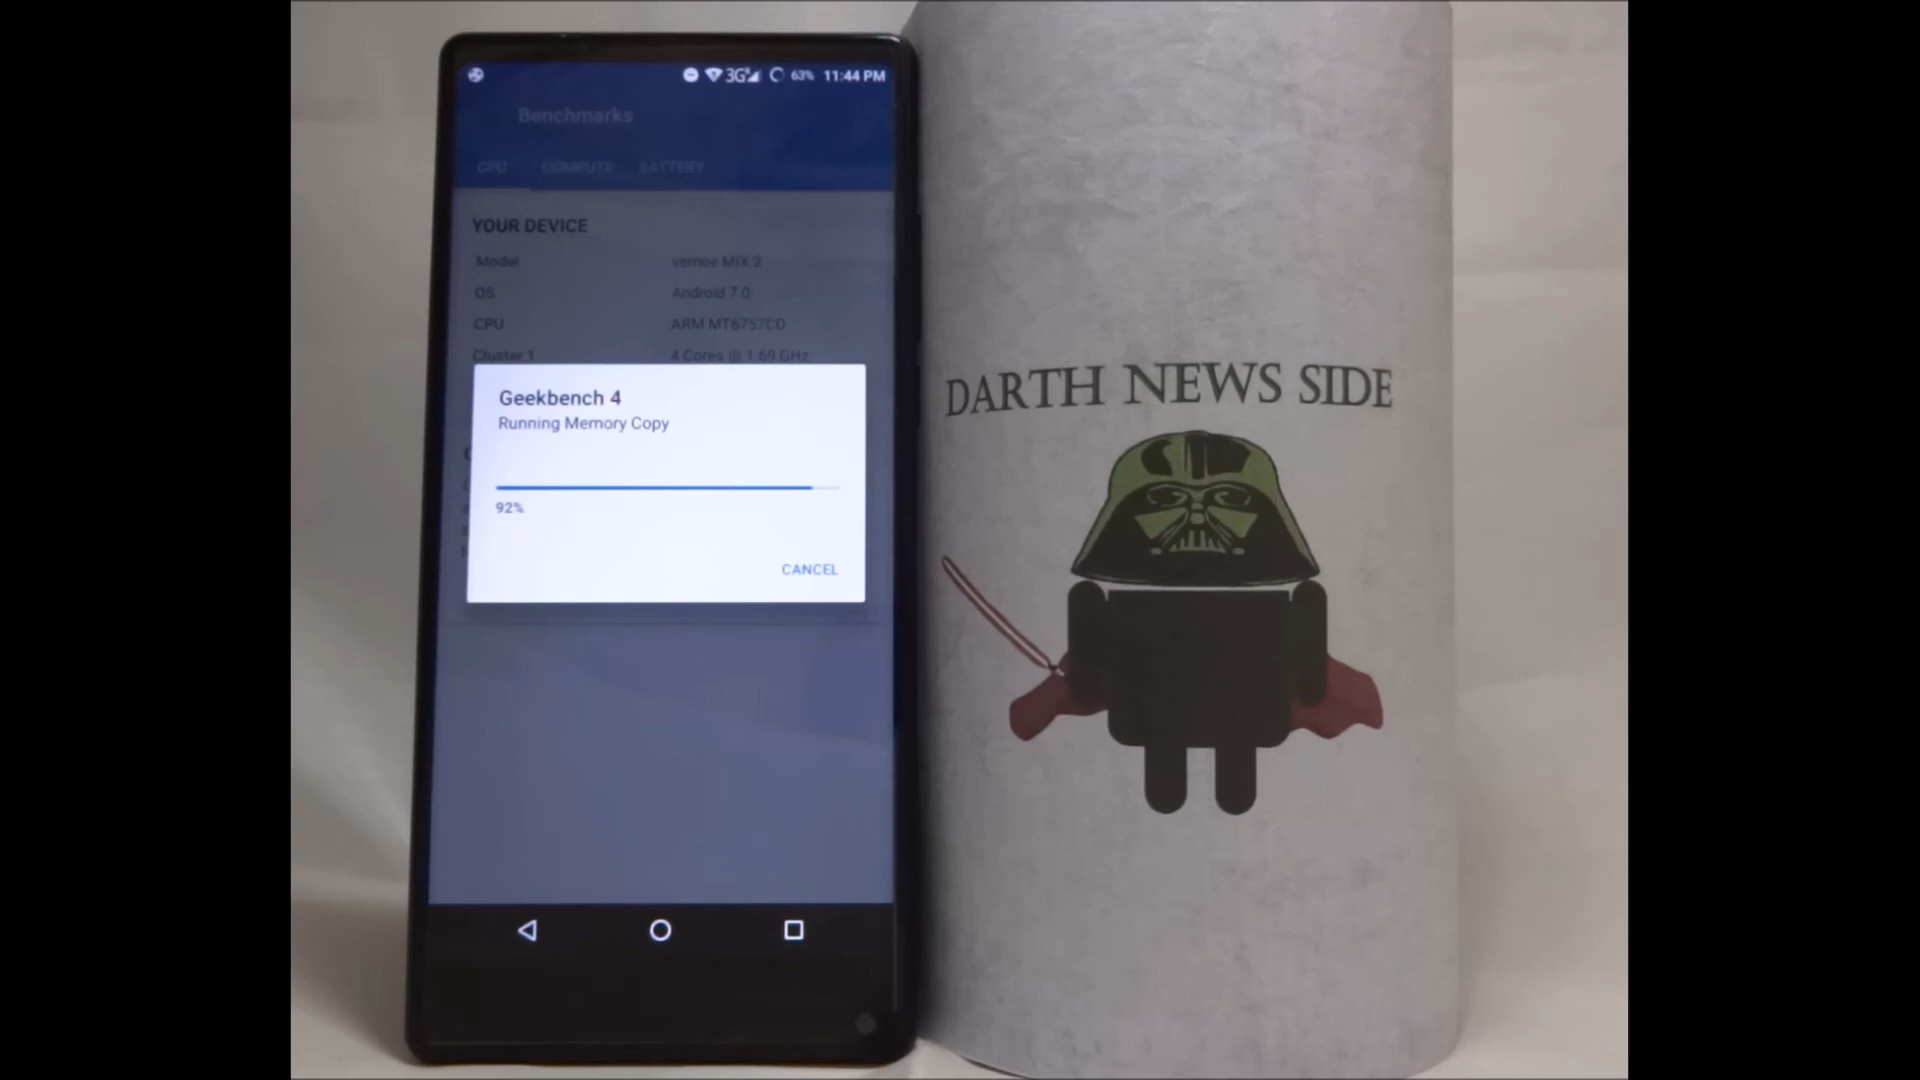 3G 63% 11:44 PM
Benchmarks
CPU COMPUTE BATTERY
YOUR DEVICE
Model vernee MIX 2
OS Android 7.0
CPU ARM MT6757CD
Cluster 1 4 Cores @ 1.69 GHz
Geekbench 4
Running Memory Copy
92%
CANCEL
DARTH NEWS SIDE